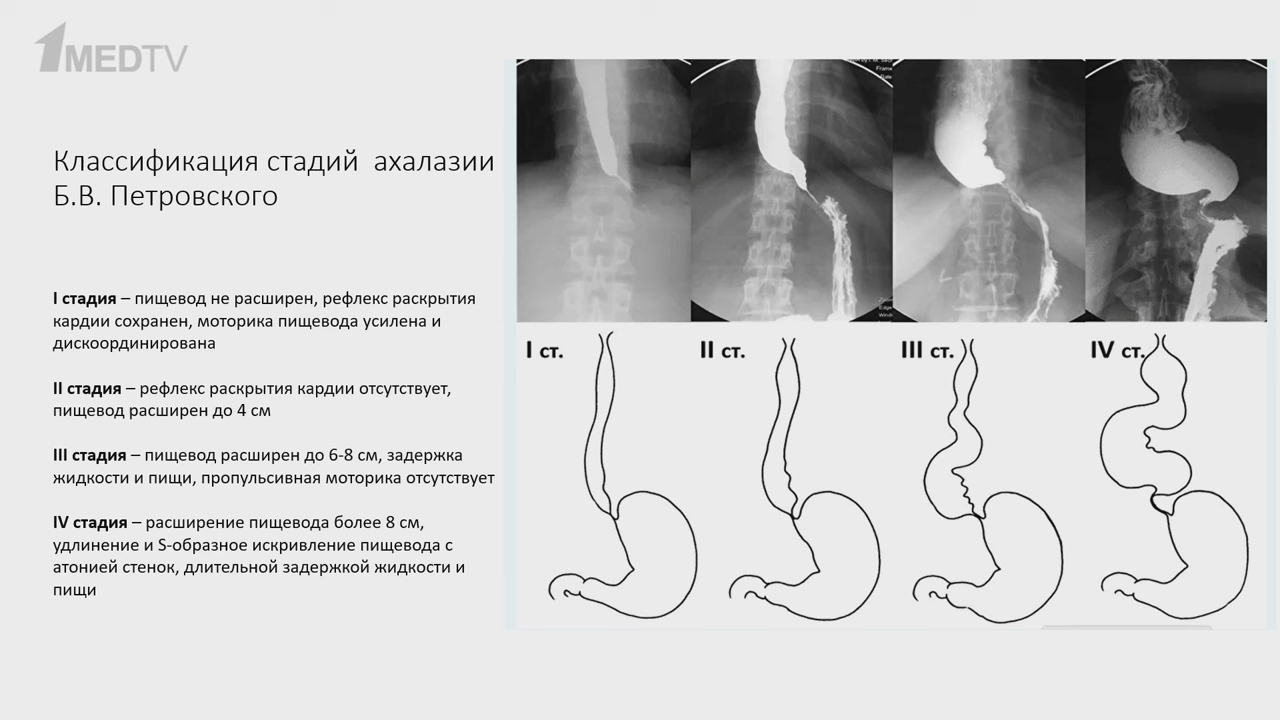 1MEDTV
Классификация стадий ахалазии
Б.В. Петровского
I стадия – пищевод не расширен, рефлекс раскрытия
кардии сохранен, моторика пищевода усилена и
дискоординирована
II стадия – рефлекс раскрытия кардии отсутствует,
пищевод расширен до 4 см
III стадия – пищевод расширен до 6-8 см, задержка
жидкости и пищи, пропульсивная моторика отсутствует
IV стадия – расширение пищевода более 8 см,
удлинение и S-образное искривление пищевода с
атонией стенок, длительной задержкой жидкости и
пищи
I ст.
II ст.
III ст.
IV ст.